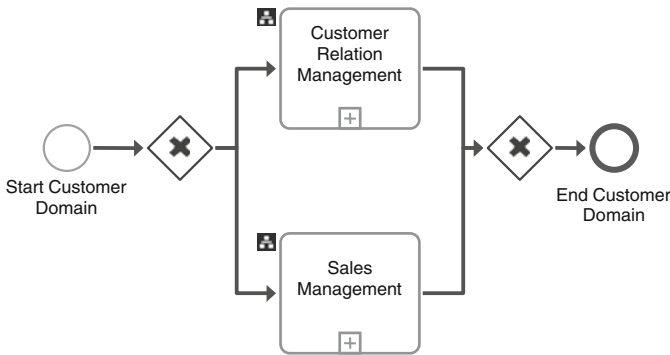 Customer
Relation
Management
Start Customer
Domain
End Customer
Domain
Sales
Management